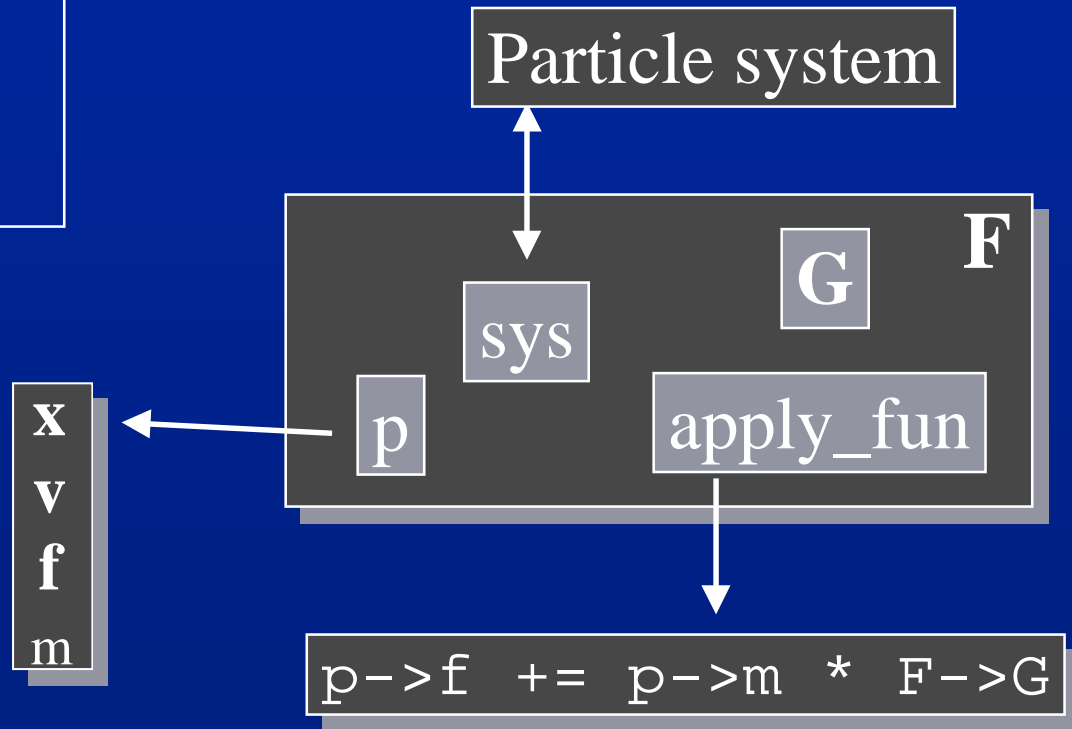 Particle system
F
G
sys
p
apply_fun
x
v
f
m
p->f += p->m * F->G